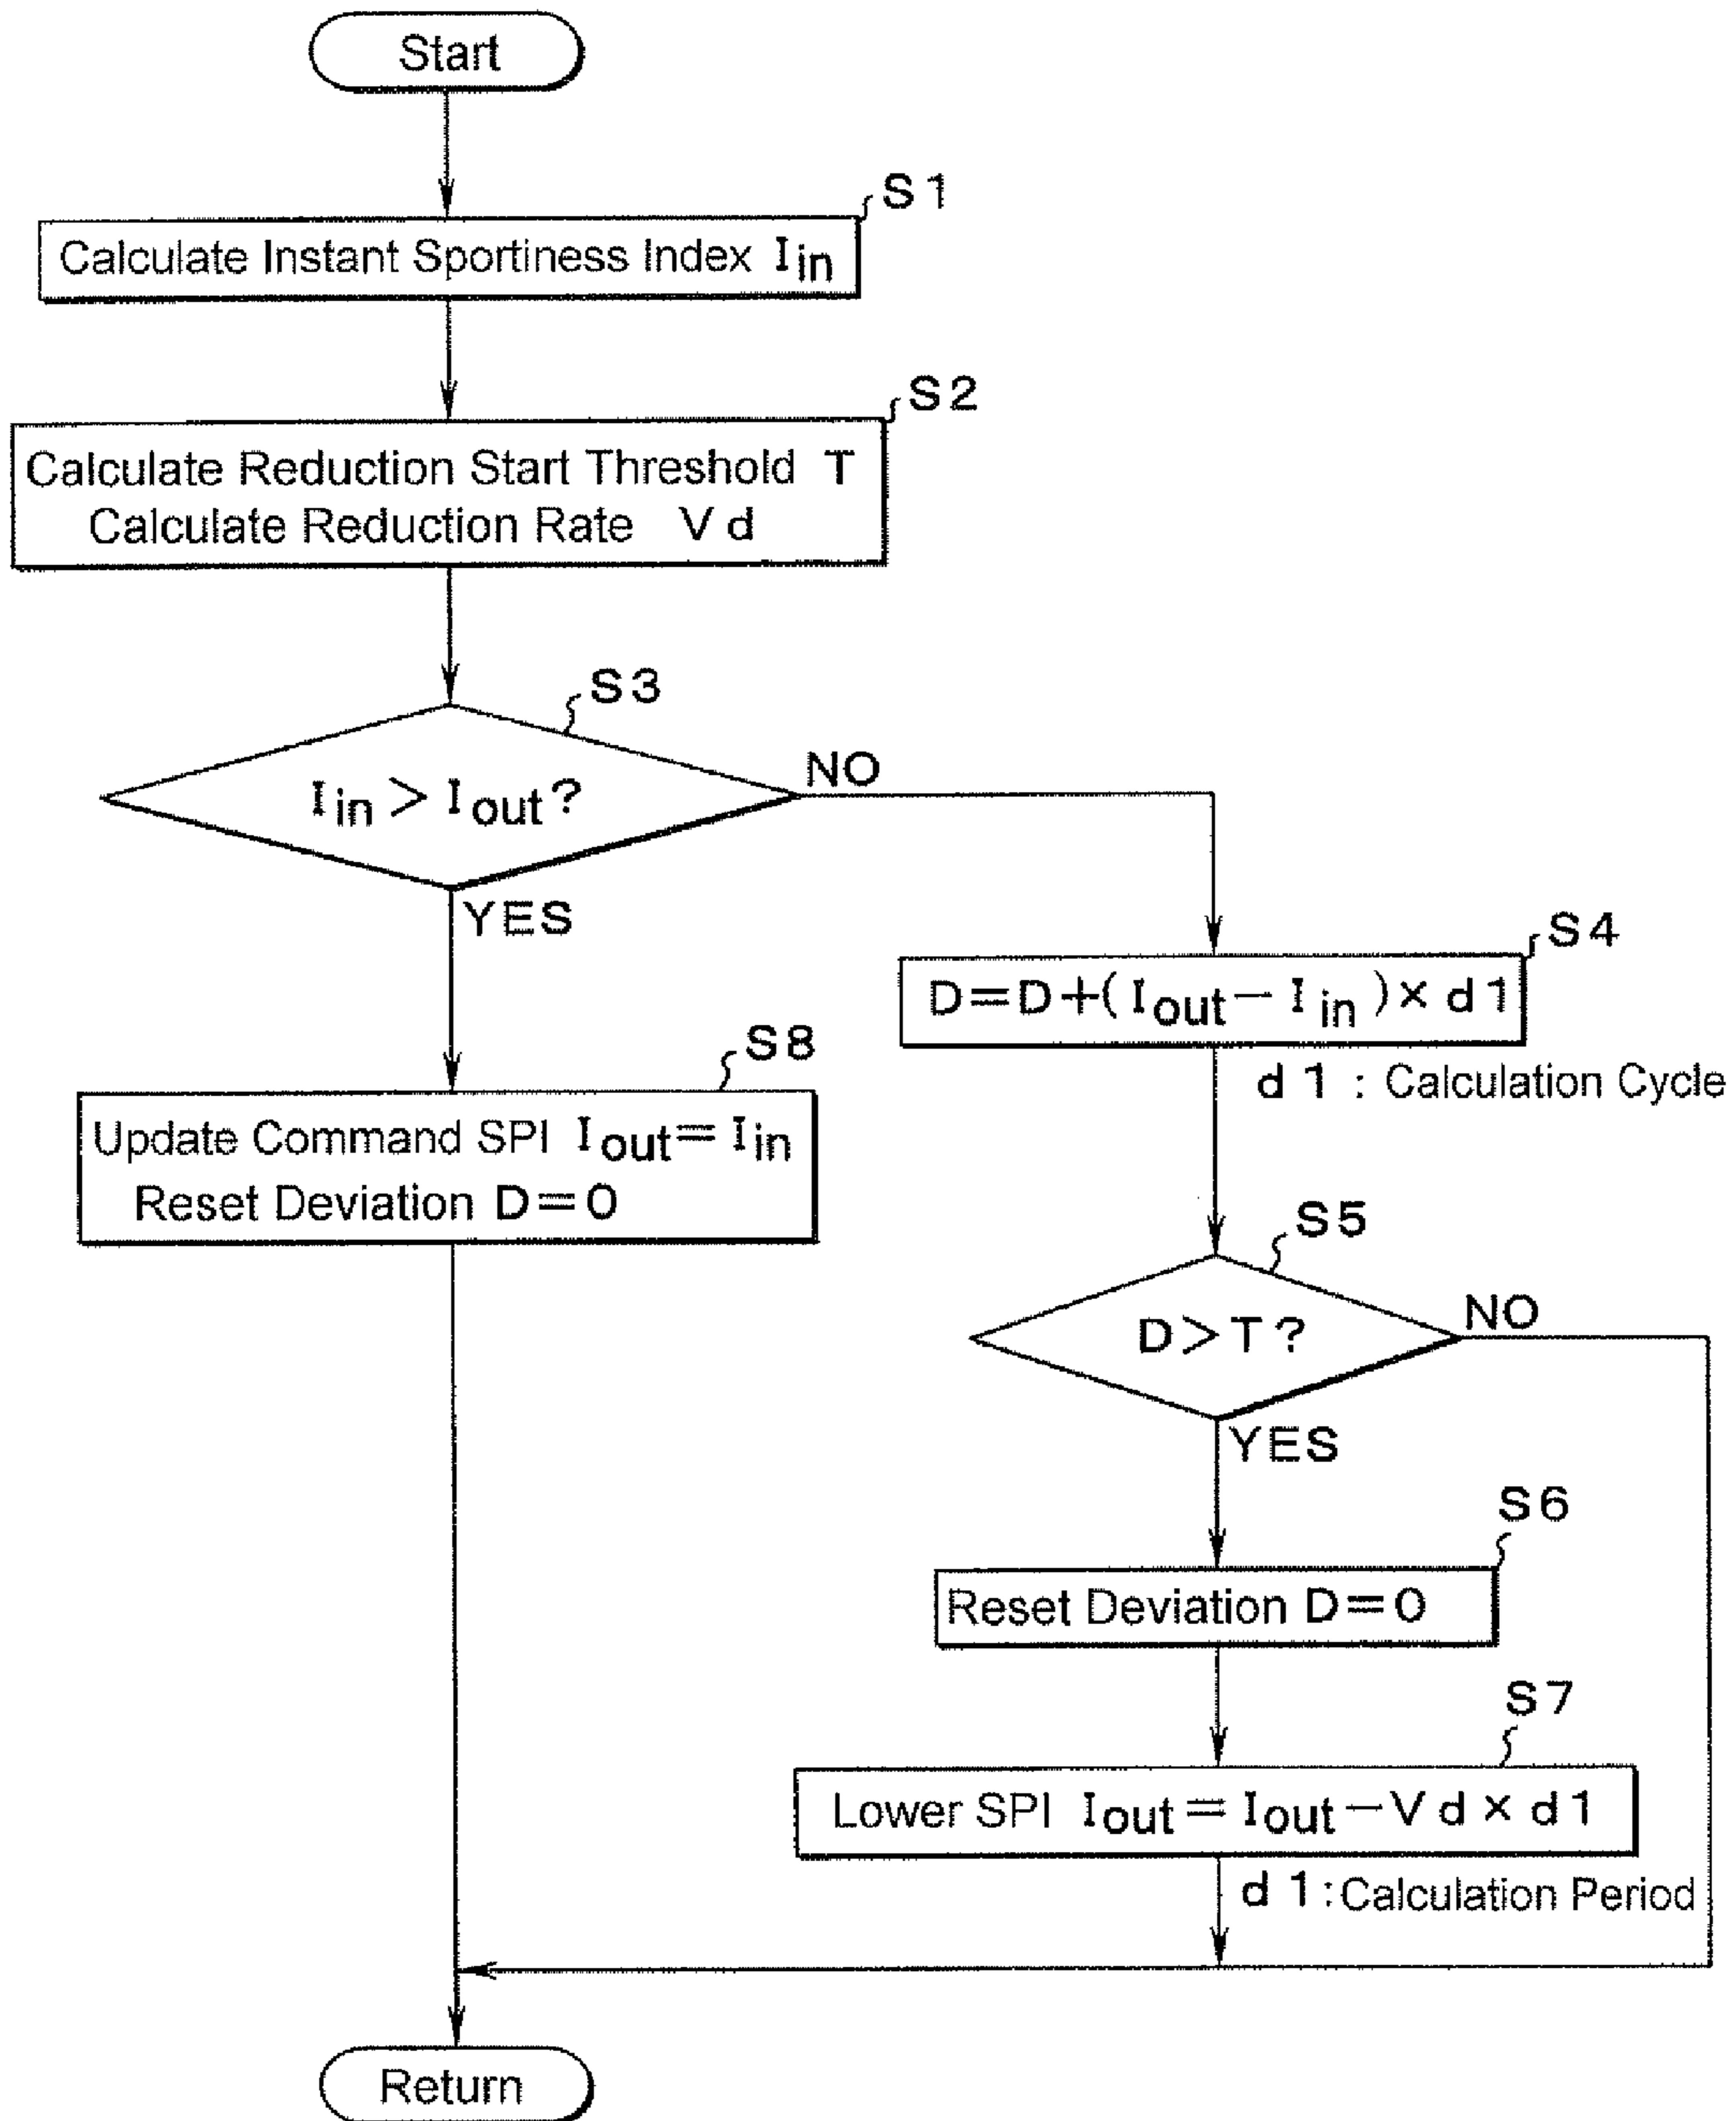 Start
S1
Calculate Instant Sportiness Index Iin
S2
Calculate Reduction Start Threshold T
Calculate Reduction Rate Vd
S3
Iin > Iout?
NO
YES
S4
D=D+(Iout−Iin)×d1
d1 : Calculation Cycle
S8
Update Command SPI Iout=Iin
Reset Deviation D=0
S5
D>T?
NO
YES
S6
Reset Deviation D=0
S7
Lower SPI Iout=Iout−Vd×d1
d1:Calculation Period
Return